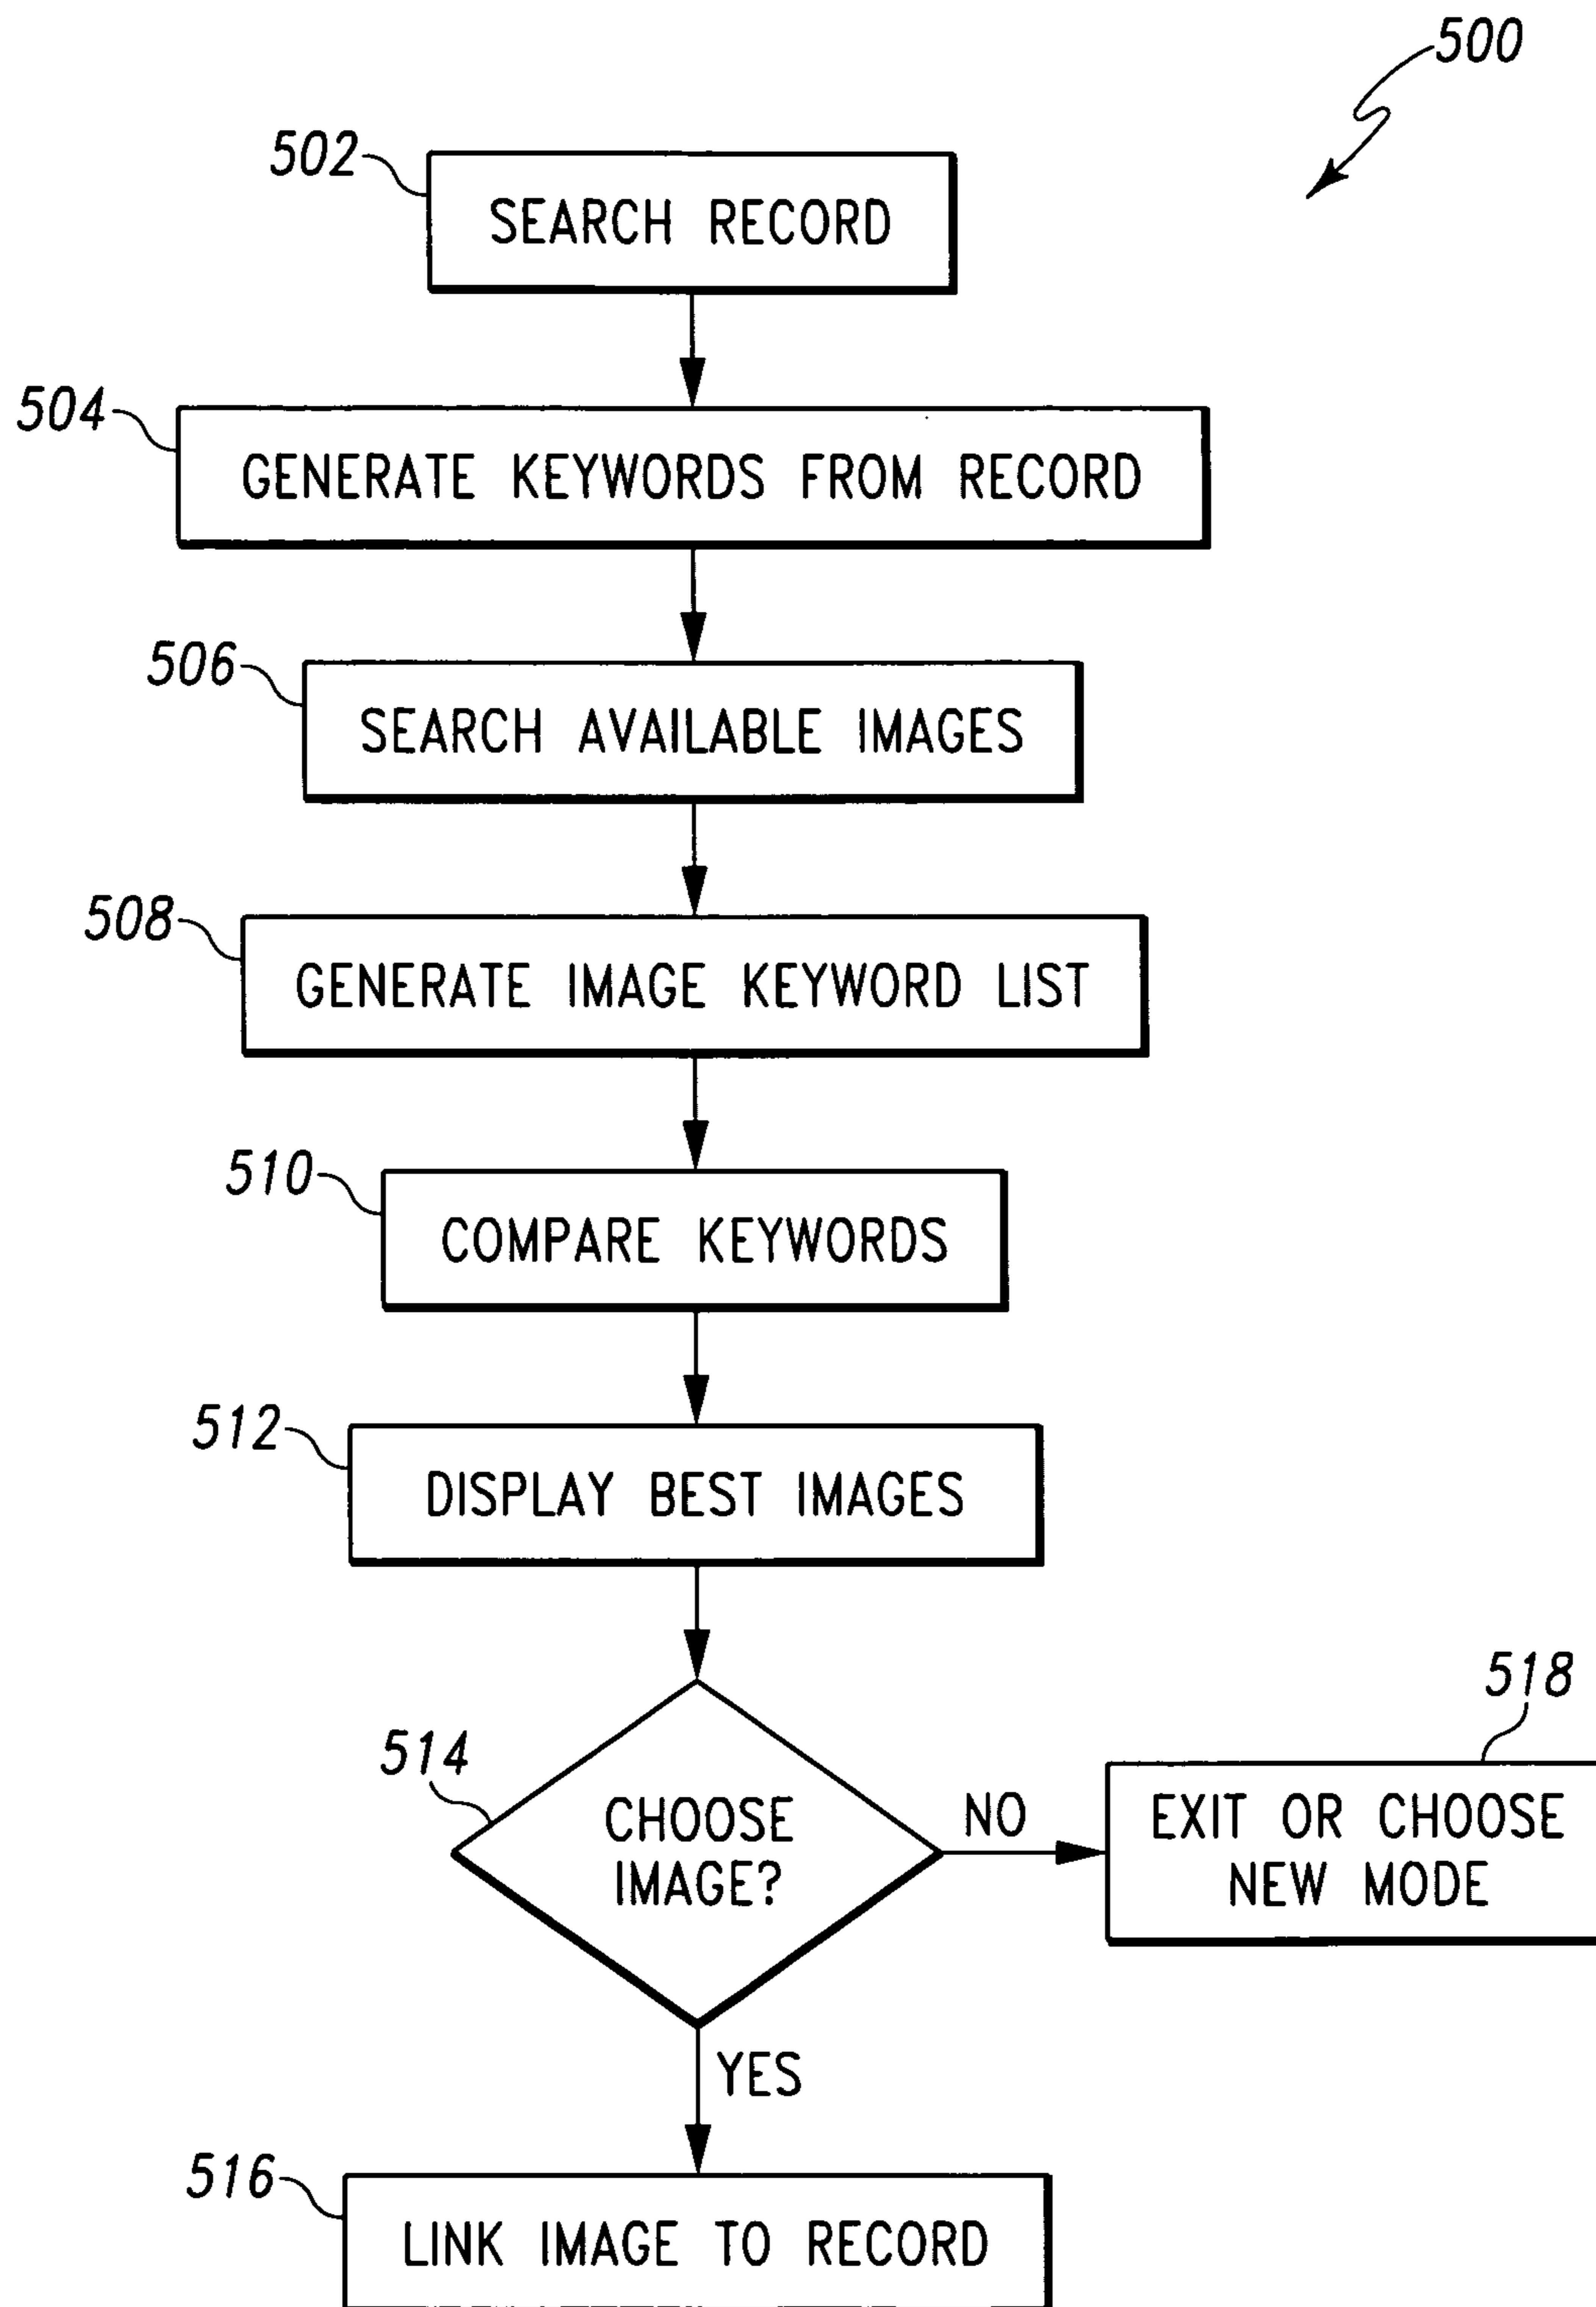 500
502
SEARCH RECORD
504
GENERATE KEYWORDS FROM RECORD
506
SEARCH AVAILABLE IMAGES
508
GENERATE IMAGE KEYWORD LIST
510
COMPARE KEYWORDS
512
DISPLAY BEST IMAGES
514
CHOOSE
IMAGE?
NO
518
EXIT OR CHOOSE
NEW MODE
YES
516
LINK IMAGE TO RECORD